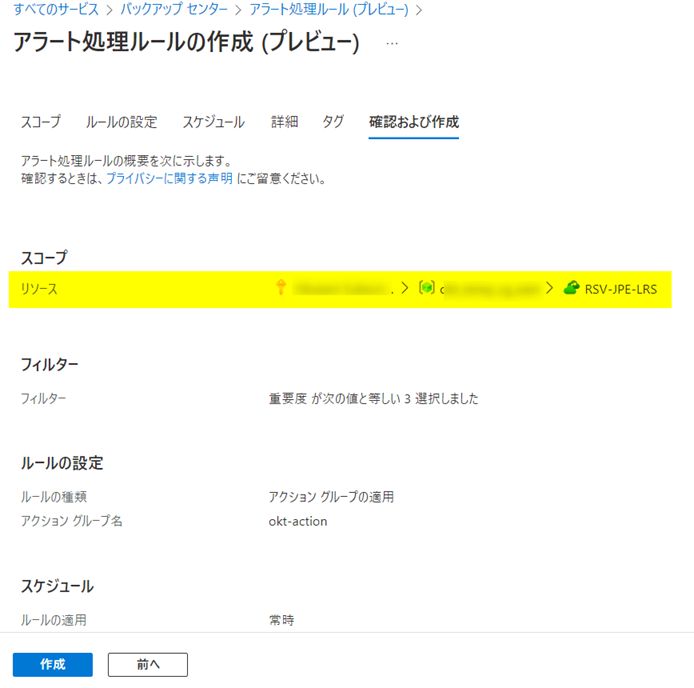 すべてのサービス > バックアップ センター > アラート処理ルール (プレビュー) >
アラート処理ルールの作成 (プレビュー) ...
スコープ ルールの設定 スケジュール 詳細 タグ 確認および作成
アラート処理ルールの概要を次に示します。
確認するときは、プライバシーに関する声明 にご留意ください。
スコープ
リソース . > > RSV-JPE-LRS
フィルター
フィルター 重要度 が次の値と等しい 3 選択しました
ルールの設定
ルールの種類 アクション グループの適用
アクション グループ名 okt-action
スケジュール
ルールの適用 常時
作成 前へ